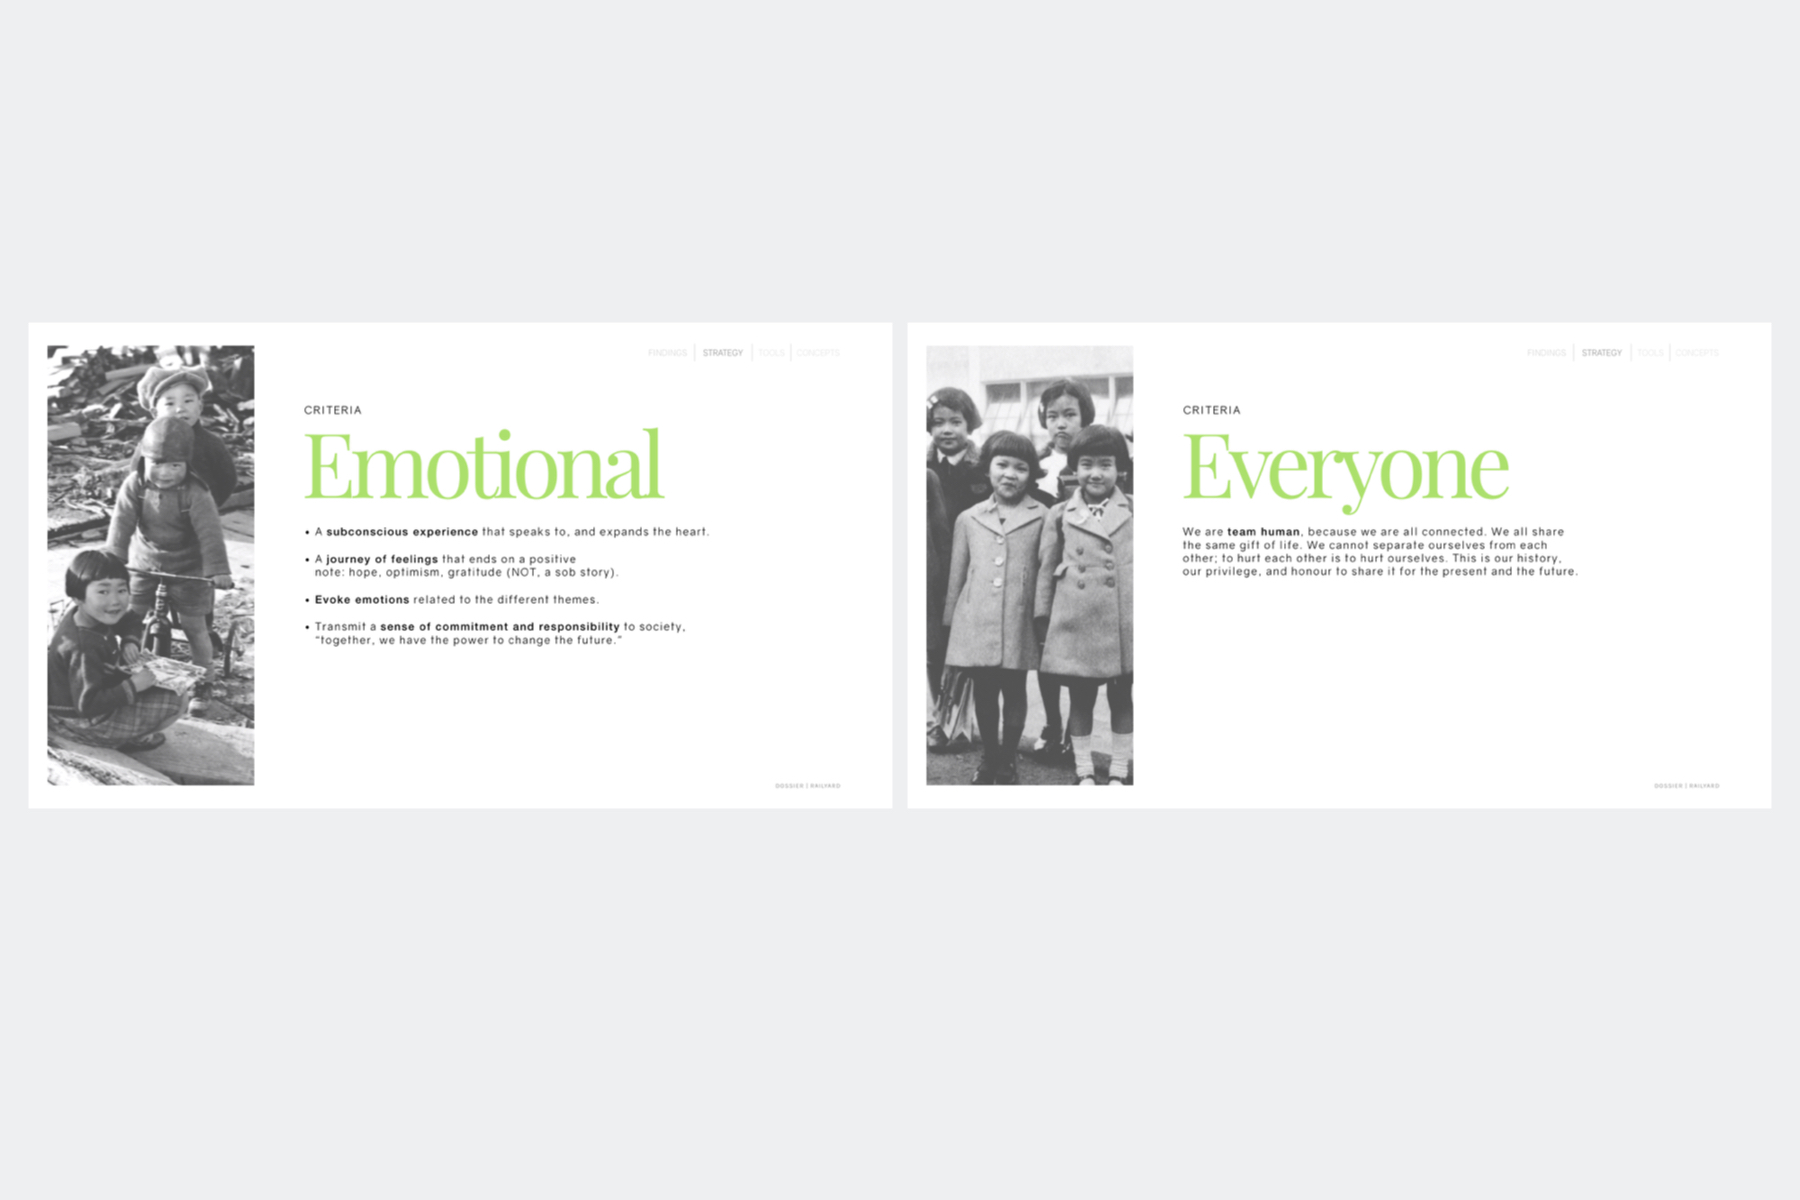 FINDINGS | STRATEGY | TOOLS | CONCEPTS
CRITERIA
Emotional
• A subconscious experience that speaks to, and expands the heart.
• A journey of feelings that ends on a positive
note: hope, optimism, gratitude (NOT, a sob story).
• Evoke emotions related to the different themes.
• Transmit a sense of commitment and responsibility to society,
“together, we have the power to change the future.”
DOSSIER | RAILYARD
FINDINGS | STRATEGY | TOOLS | CONCEPTS
CRITERIA
Everyone
We are team human, because we are all connected. We all share
the same gift of life. We cannot separate ourselves from each
other; to hurt each other is to hurt ourselves. This is our history,
our privilege, and honour to share it for the present and the future.
DOSSIER | RAILYARD